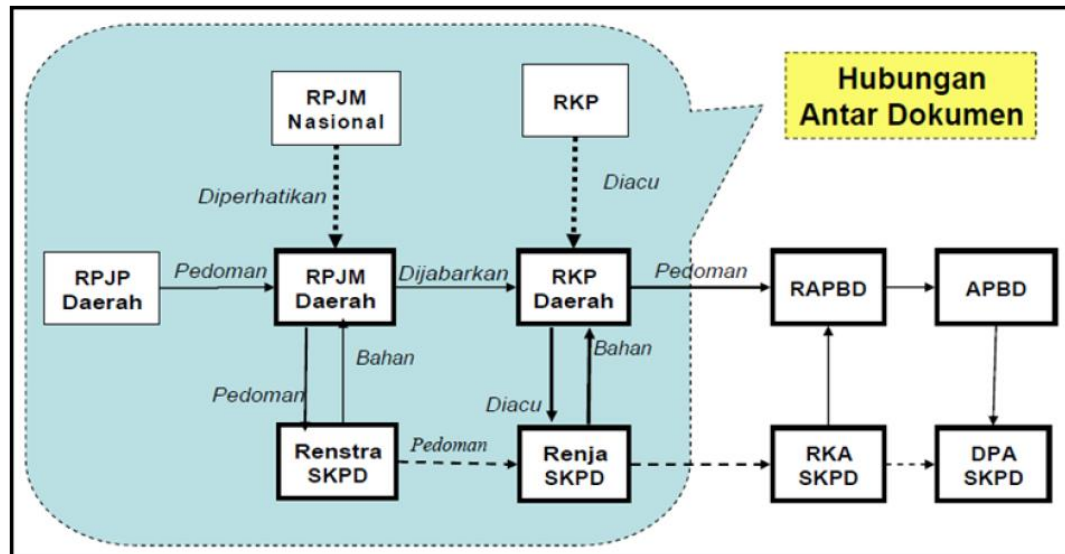 Hubungan
Antar Dokumen
RPJM
Nasional
RKP
Diperhatikan
Diacu
RPJP
Daerah
Pedoman
RPJM
Daerah
Dijabarkan
RKP
Daerah
Pedoman
RAPBD
APBD
Pedoman
Bahan
Diacu
Bahan
Renstra
SKPD
Pedoman
Renja
SKPD
RKA
SKPD
DPA
SKPD